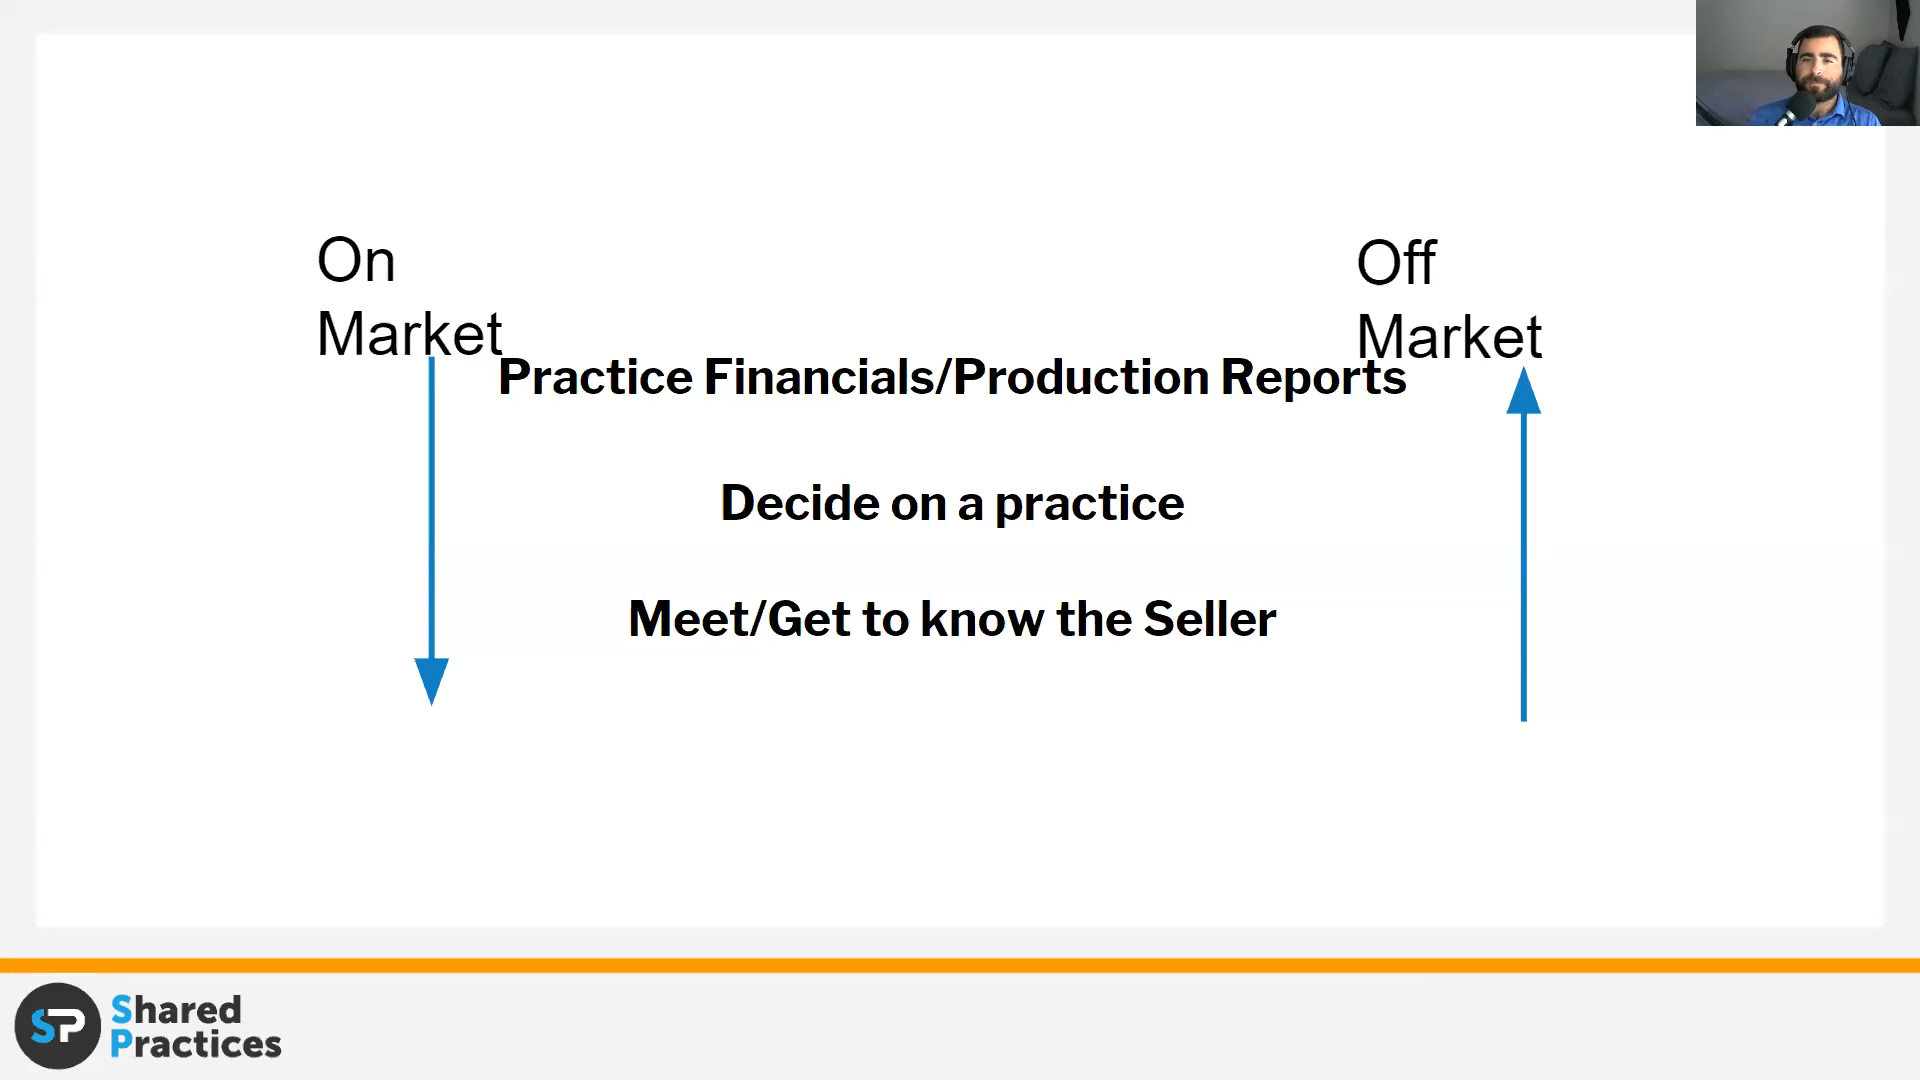 On
Market
Off
Market
Practice Financials/Production Reports
Decide on a practice
Meet/Get to know the Seller
SP
Shared
Practices